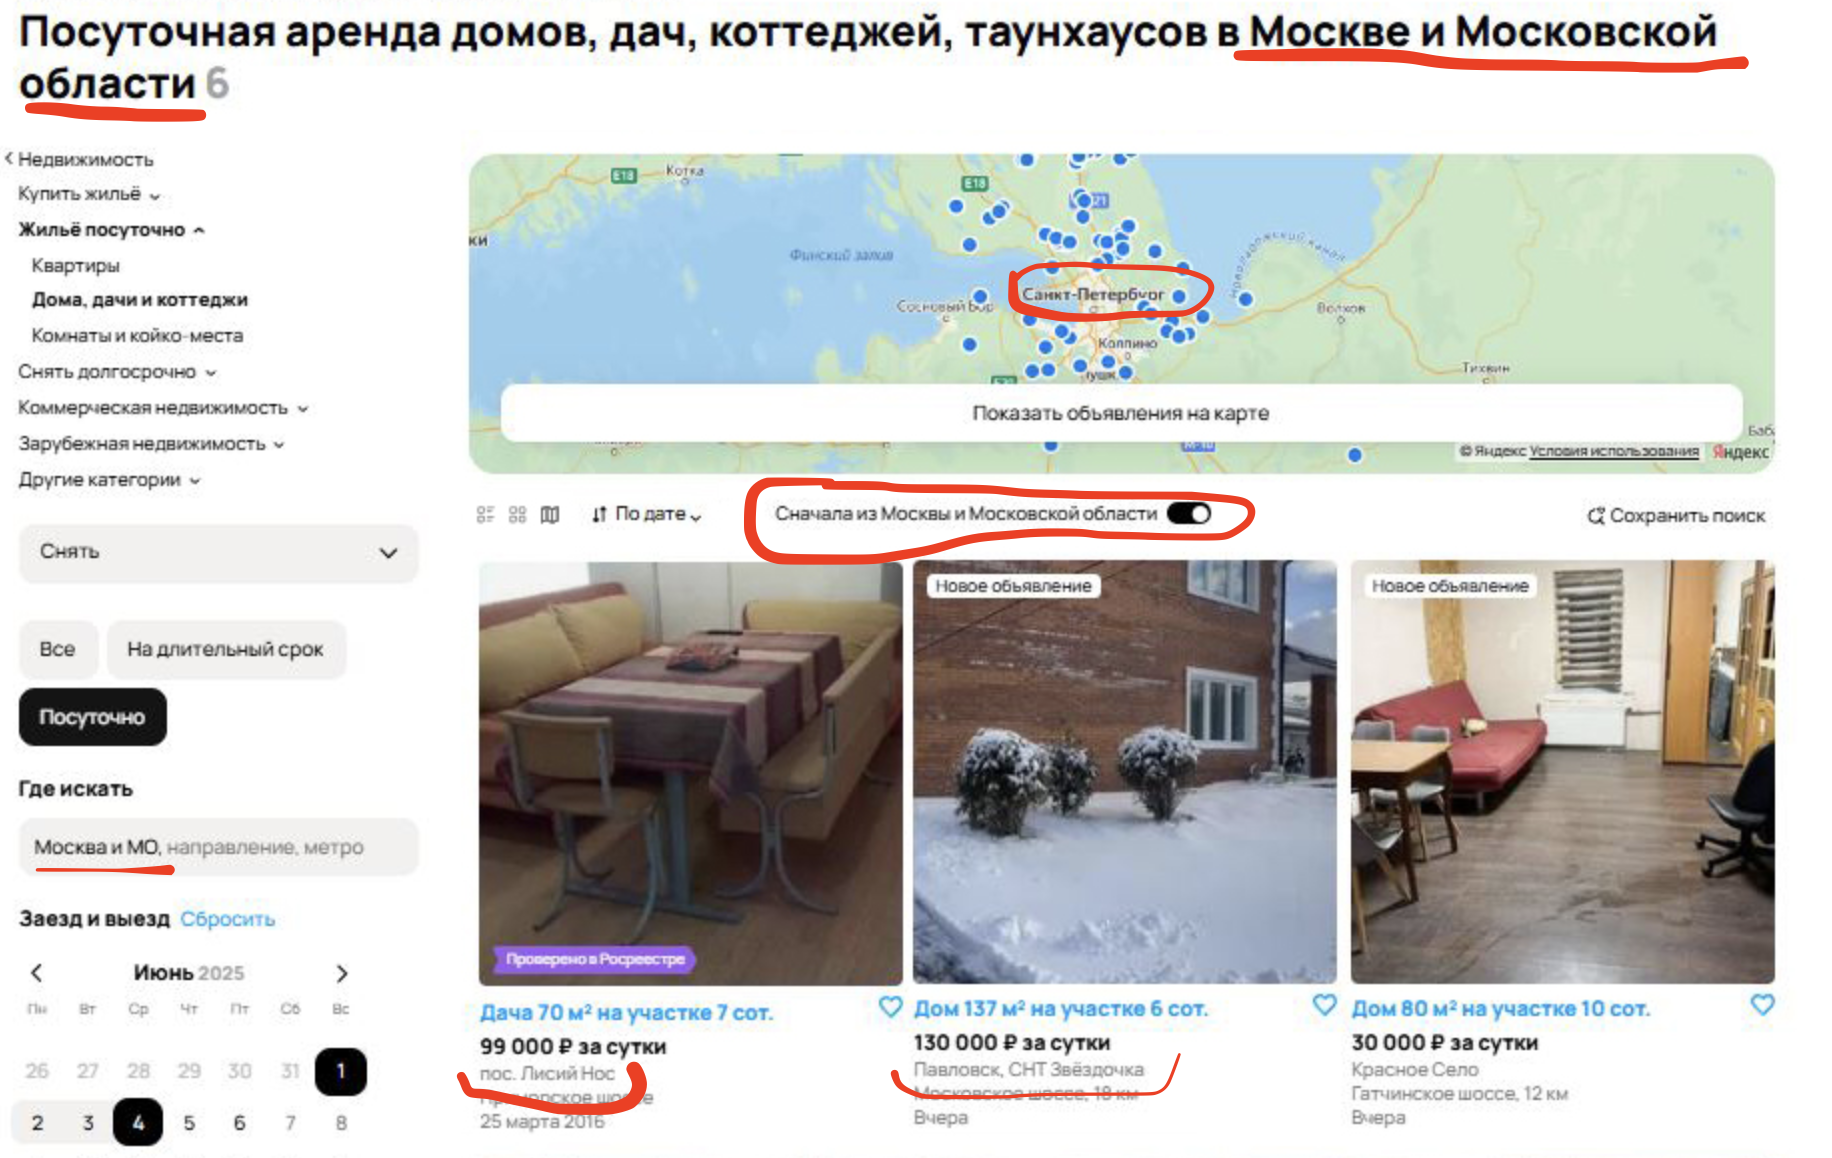 Посуточная аренда домов, дач, коттеджей, таунхаусов в Москве и Московской
области 6
Недвижимость
Купить жильё
Жильё посуточно
Квартиры
Дома, дачи и коттеджи
Комнаты и койко-места
Снять долгосрочно
Коммерческая недвижимость
Зарубежная недвижимость
Другие категории
Снять
Все
На длительный срок
Посуточно
Где искать
Москва и МО, направление, метро
Заезд и выезд Сбросить
Июнь 2025
Пн Вт Ср Чт Пт Сб Вс
26 27 28 29 30 31 1
2 3 4 5 6 7 8
E18
Котка
E18
ки
Финский залив
Новоладожский канал
Санкт-Петербург
Сосновый Бор
Волхов
Колпино
Тихвин
Показать объявления на карте
© Яндекс Условия использования Яндекс
По дате
Сначала из Москвы и Московской области
Сохранить поиск
Проверено в Росреестре
Дача 70 м² на участке 7 сот.
99 000 ₽ за сутки
пос. Лисий Нос
Приморское шоссе
25 марта 2016
Новое объявление
Дом 137 м² на участке 6 сот.
130 000 ₽ за сутки
Павловск, СНТ Звёздочка
Московское шоссе, 18 км
Вчера
Новое объявление
Дом 80 м² на участке 10 сот.
30 000 ₽ за сутки
Красное Село
Гатчинское шоссе, 12 км
Вчера